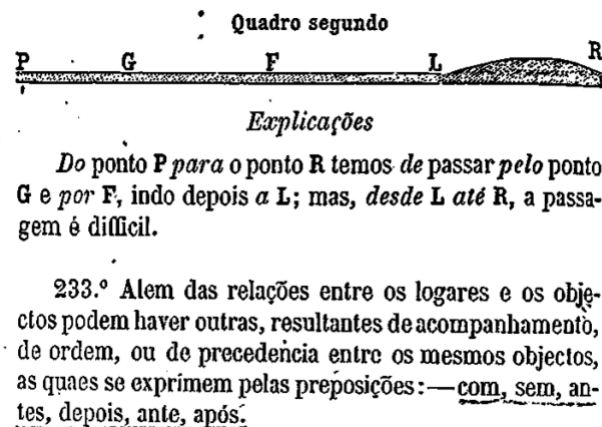 Quadro segundo
P G F L R
Explicações
Do ponto P para o ponto R temos de passar pelo ponto
G e por F, indo depois a L; mas, desde L até R, a passa-
gem é difficil.
233.º Alem das relações entre os logares e os obje-
ctos podem haver outras, resultantes de acompanhamento,
de ordem, ou de precedencia entre os mesmos objectos,
as quaes se exprimem pelas preposições:—com, sem, an-
tes, depois, ante, após.